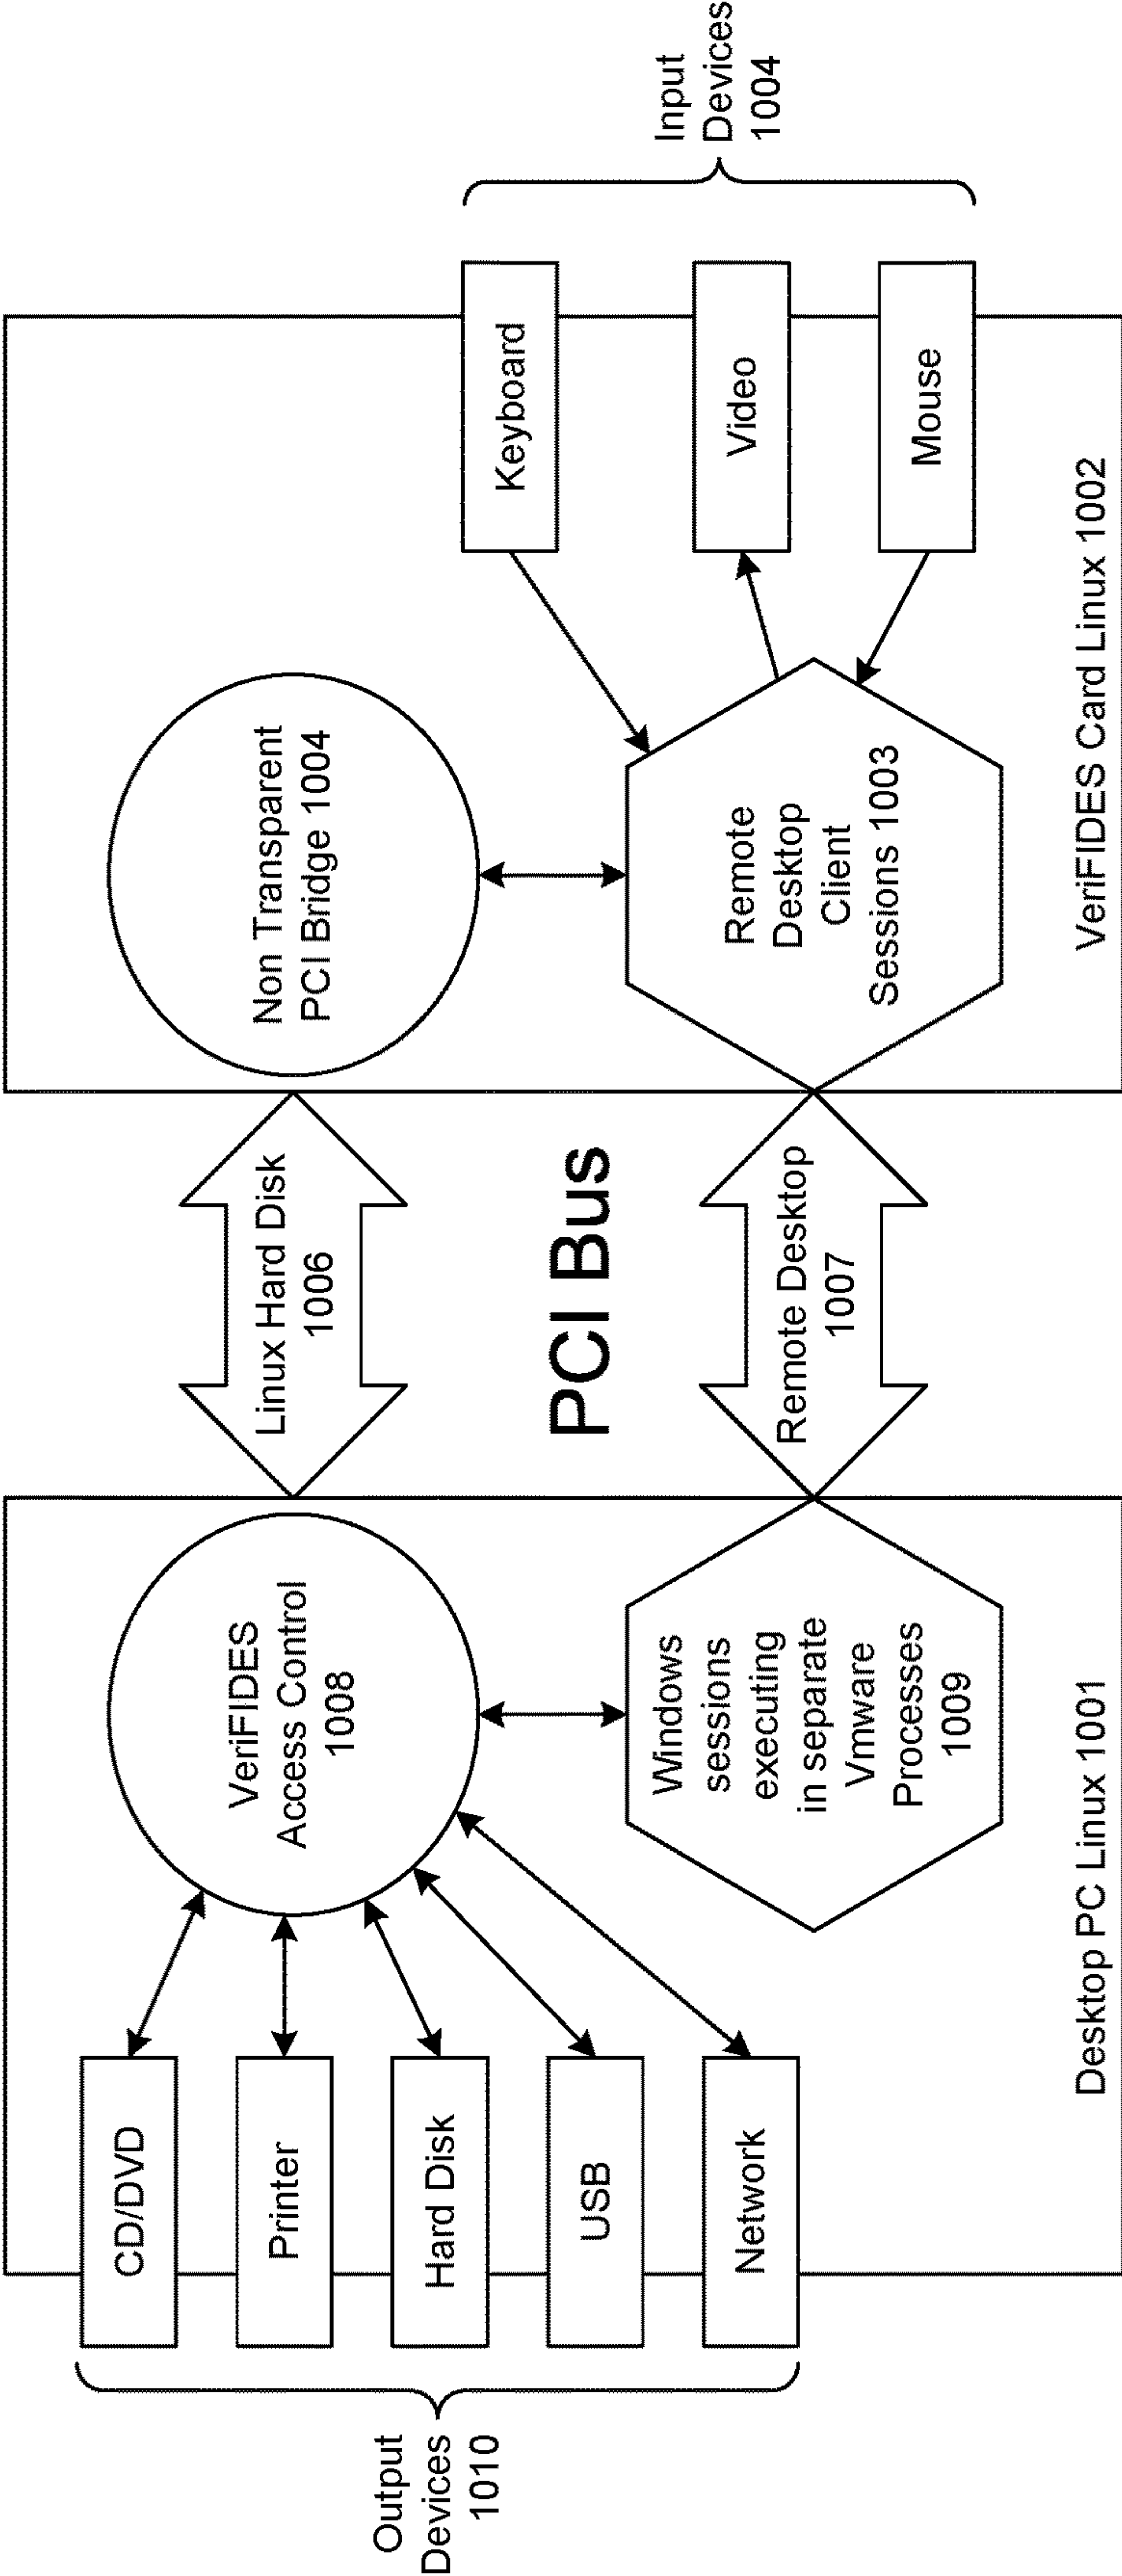 Output
Devices
1010
CD/DVD
Printer
Hard Disk
USB
Network
VeriFIDES
Access Control
1008
Windows
sessions
executing
in separate
Vmware
Processes
1009
Desktop PC Linux 1001
Linux Hard Disk
1006
PCI Bus
Remote Desktop
1007
Non Transparent
PCI Bridge 1004
Remote
Desktop
Client
Sessions 1003
Keyboard
Video
Mouse
VeriFIDES Card Linux 1002
Input
Devices
1004